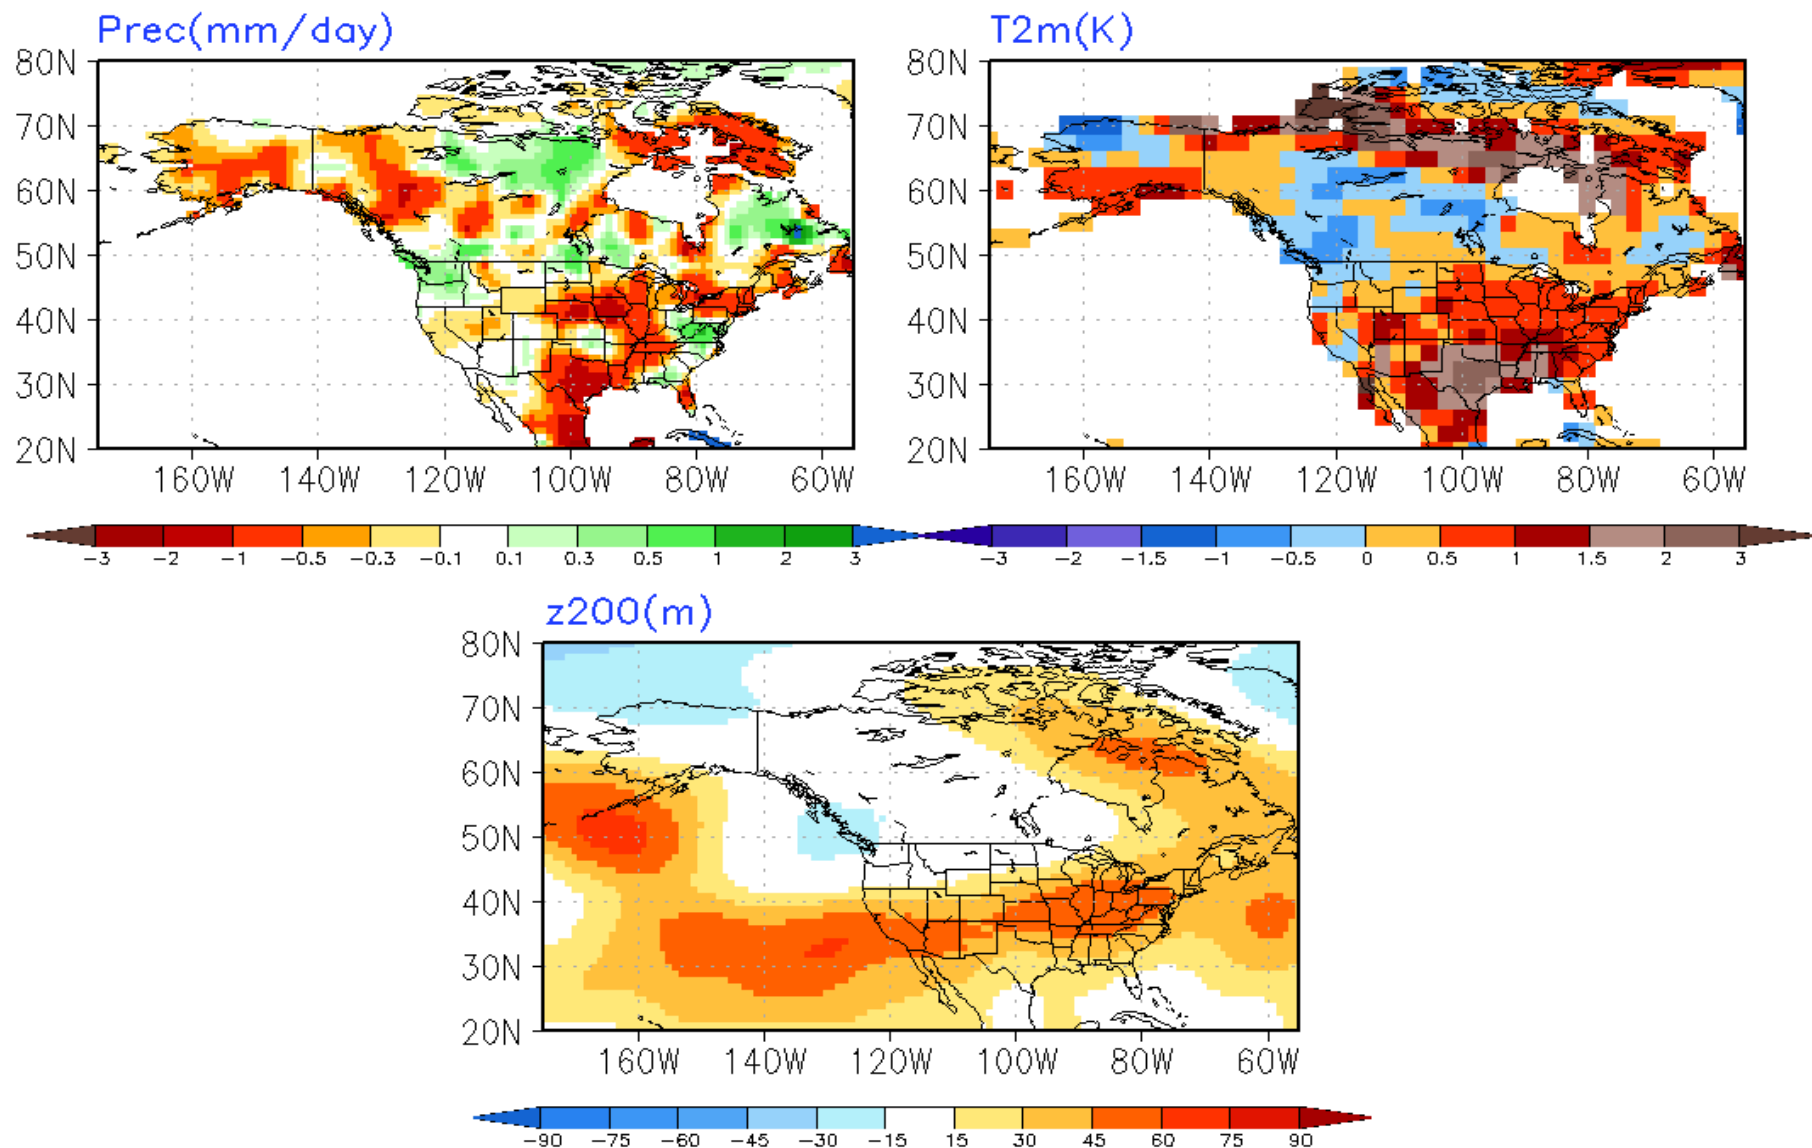 Prec(mm/day)
80N
70N
60N
50N
40N
30N
20N
160W 140W 120W 100W 80W 60W
-3 -2 -1 -0.5 -0.3 -0.1 0.1 0.3 0.5 1 2 3
T2m(K)
80N
70N
60N
50N
40N
30N
20N
160W 140W 120W 100W 80W 60W
-3 -2 -1.5 -1 -0.5 0 0.5 1 1.5 2 3
z200(m)
80N
70N
60N
50N
40N
30N
20N
160W 140W 120W 100W 80W 60W
-90 -75 -60 -45 -30 -15 15 30 45 60 75 90